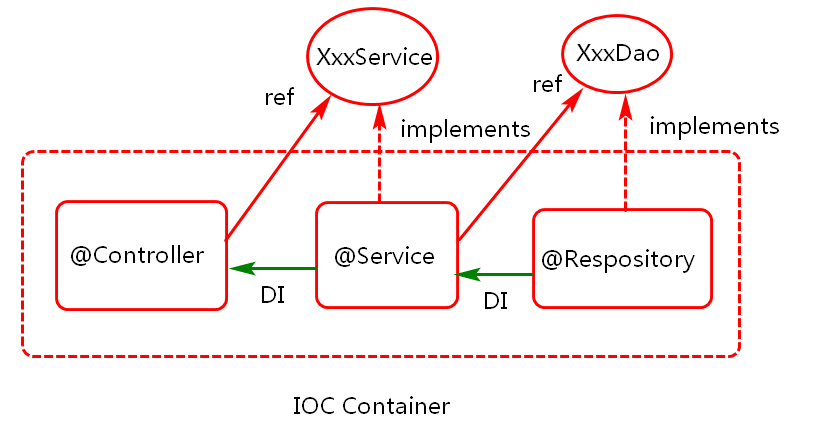 XxxService
XxxDao
ref
ref
implements
implements
@Controller
@Service
@Respository
DI
DI
IOC Container